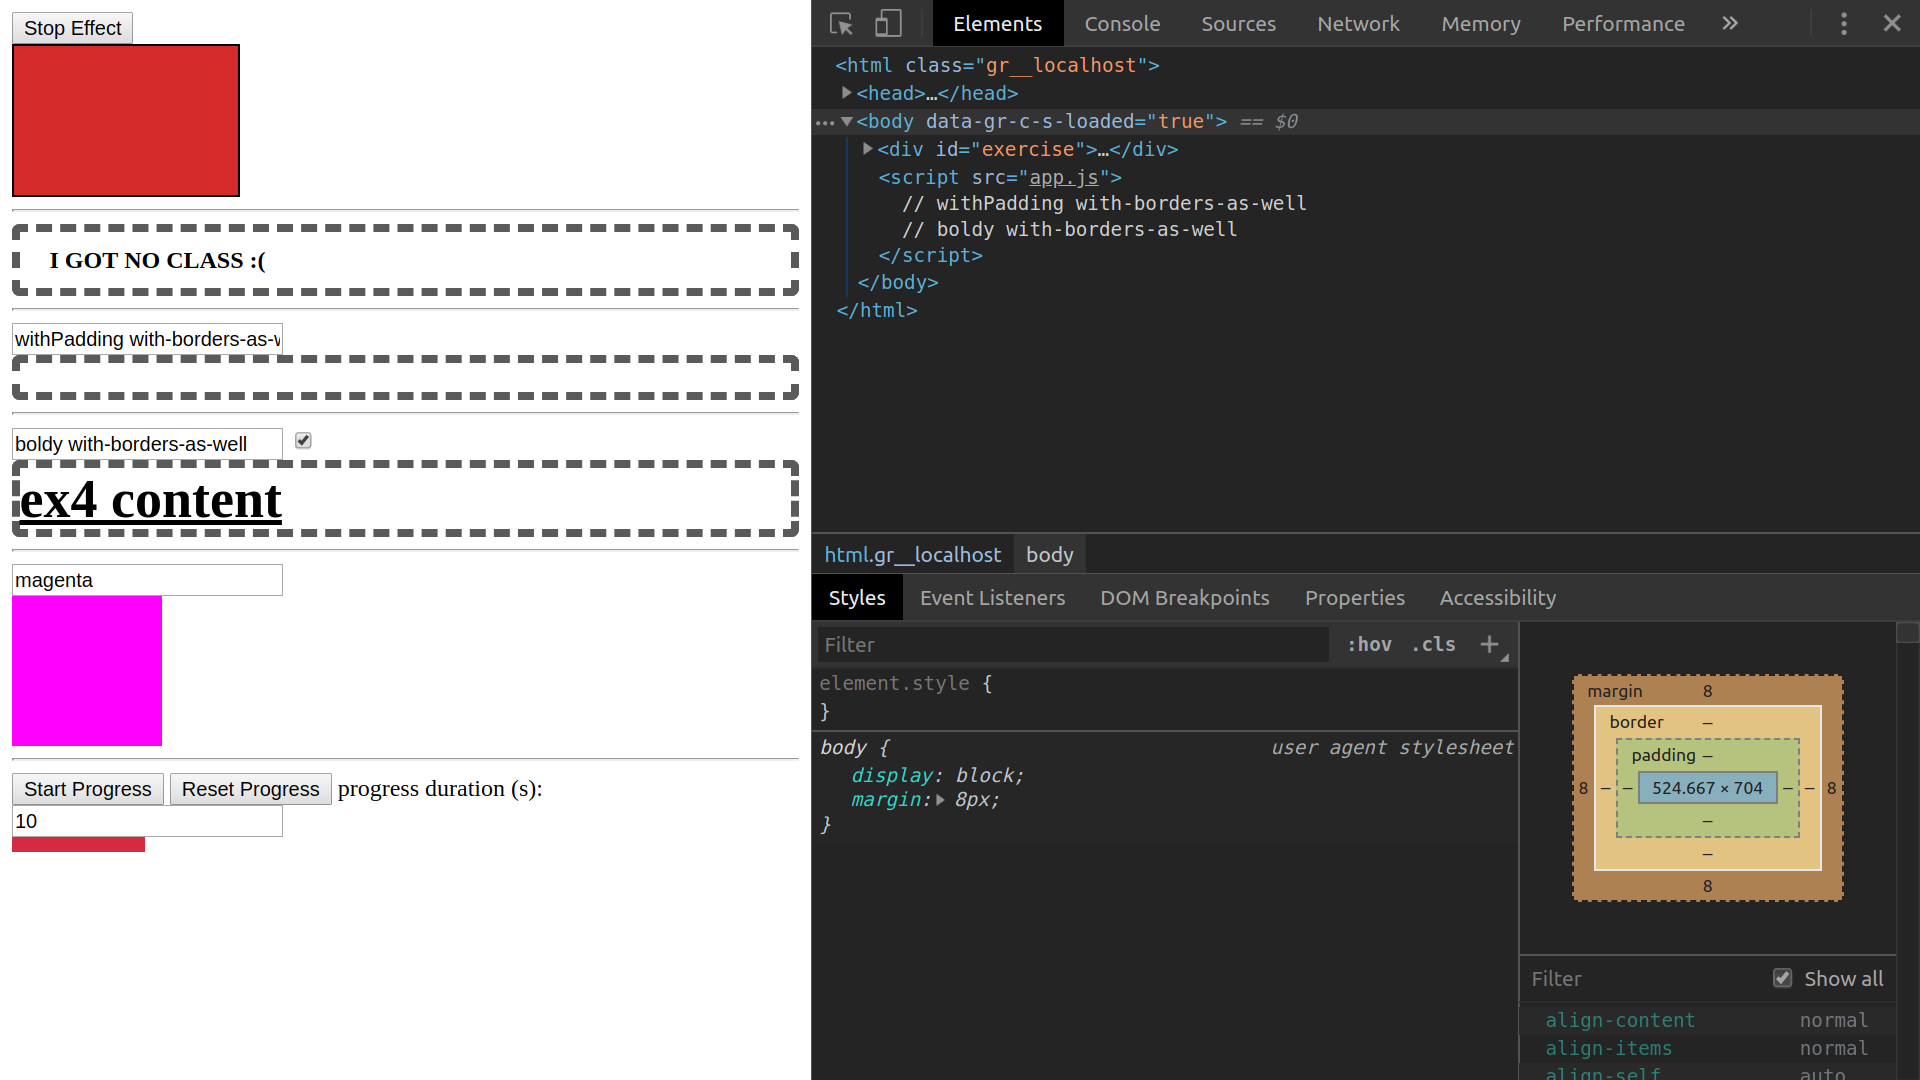 Stop Effect
I GOT NO CLASS :(
withPadding with-borders-as-w
boldy with-borders-as-well
ex4 content
magenta
Start Progress Reset Progress progress duration (s):
10
Elements Console Sources Network Memory Performance »
<html class="gr__localhost">
<head>…</head>
<body data-gr-c-s-loaded="true"> == $0
<div id="exercise">…</div>
<script src="app.js">
// withPadding with-borders-as-well
// boldy with-borders-as-well
</script>
</body>
</html>
html.gr__localhost body
Styles Event Listeners DOM Breakpoints Properties Accessibility
Filter :hov .cls +
element.style {
}
body { user agent stylesheet
display: block;
margin: 8px;
}
margin 8
border –
padding –
8 – – 524.667 × 704 – – 8
–
–
8
Filter Show all
align-content normal
align-items normal
align-self auto